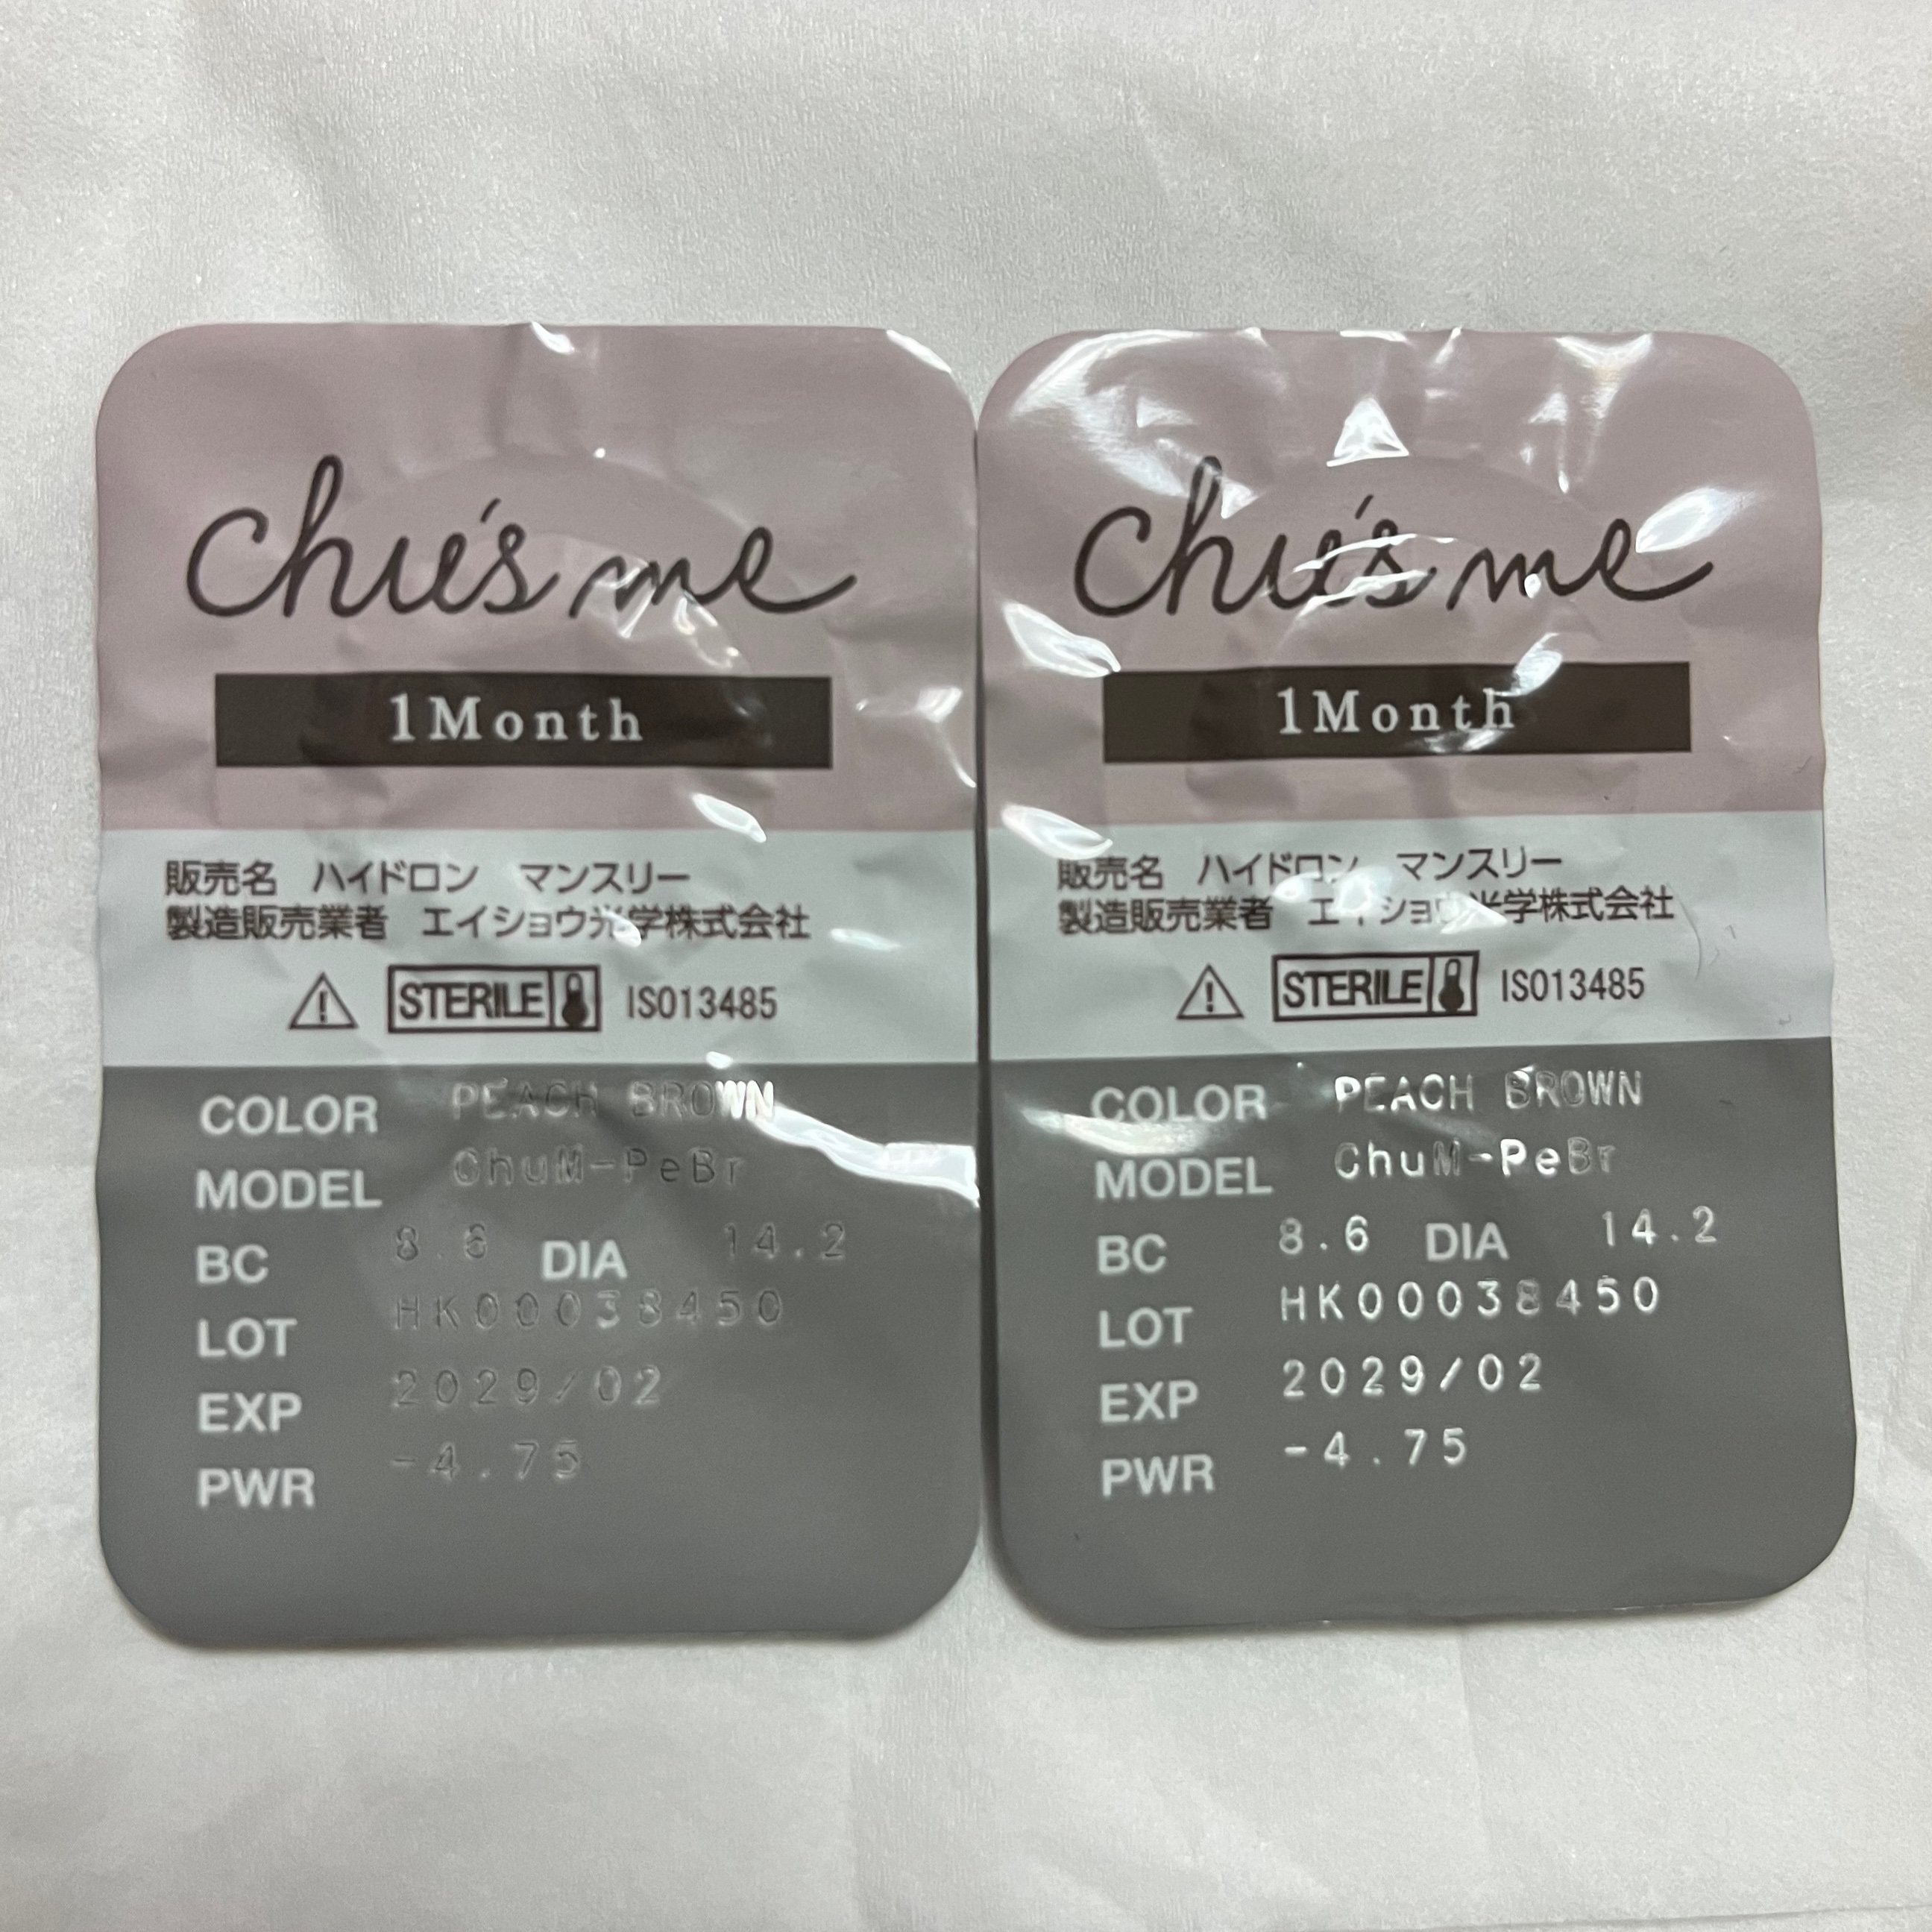 chu's me
1Month
販売名 ハイドロン マンスリー
製造販売業者 エイショウ光学株式会社
STERILE ISO13485
COLOR PEACH BROWN
MODEL ChuM-PeBr
BC 8.6 DIA 14.2
LOT HK00038450
EXP 2029/02
PWR -4.75
chu's me
1Month
販売名 ハイドロン マンスリー
製造販売業者 エイショウ光学株式会社
STERILE ISO13485
COLOR PEACH BROWN
MODEL ChuM-PeBr
BC 8.6 DIA 14.2
LOT HK00038450
EXP 2029/02
PWR -4.75